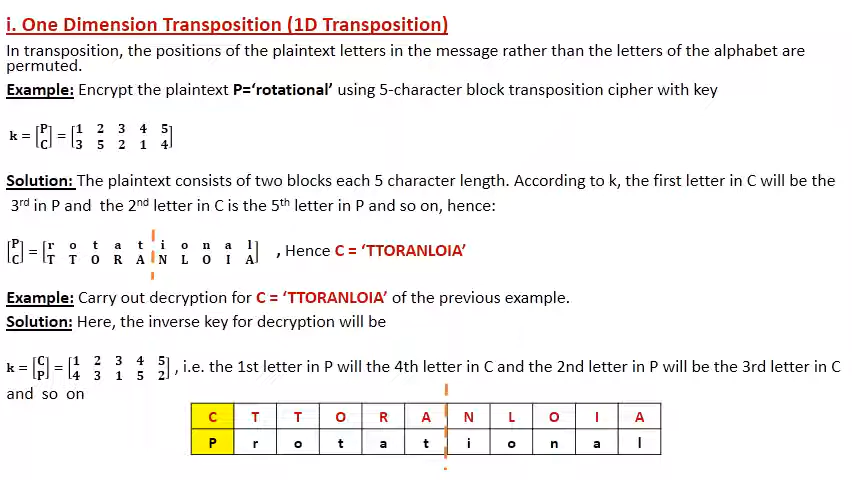 i. One Dimension Transposition (1D Transposition)
In transposition, the positions of the plaintext letters in the message rather than the letters of the alphabet are
permuted.
Example: Encrypt the plaintext P=‘rotational’ using 5-character block transposition cipher with key
k = [P C] = [1 2 3 4 5
3 5 2 1 4]
Solution: The plaintext consists of two blocks each 5 character length. According to k, the first letter in C will be the
3rd in P and the 2nd letter in C is the 5th letter in P and so on, hence:
[P C] = [r o t a t i o n a l
T T O R A N L O I A] , Hence C = ‘TTORANLOIA’
Example: Carry out decryption for C = ‘TTORANLOIA’ of the previous example.
Solution: Here, the inverse key for decryption will be
k = [C P] = [1 2 3 4 5
4 3 1 5 2] , i.e. the 1st letter in P will the 4th letter in C and the 2nd letter in P will be the 3rd letter in C
and so on
C T T O R A N L O I A
P r o t a t i o n a l